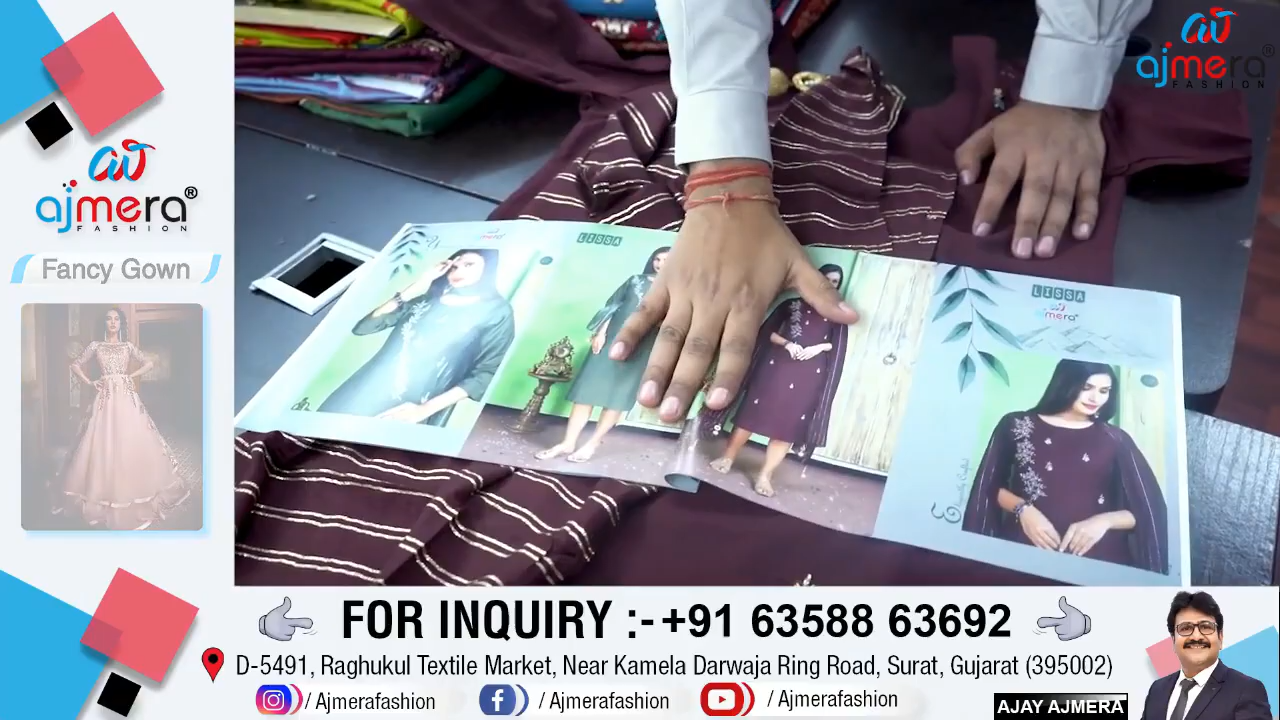 ajmera®
FASHION
ajmera®
FASHION
Fancy Gown
ajmera
LISSA
LISSA
ajmera
FOR INQUIRY :- +91 63588 63692
D-5491, Raghukul Textile Market, Near Kamela Darwaja Ring Road, Surat, Gujarat (395002)
/ Ajmerafashion
/ Ajmerafashion
/ Ajmerafashion
AJAY AJMERA